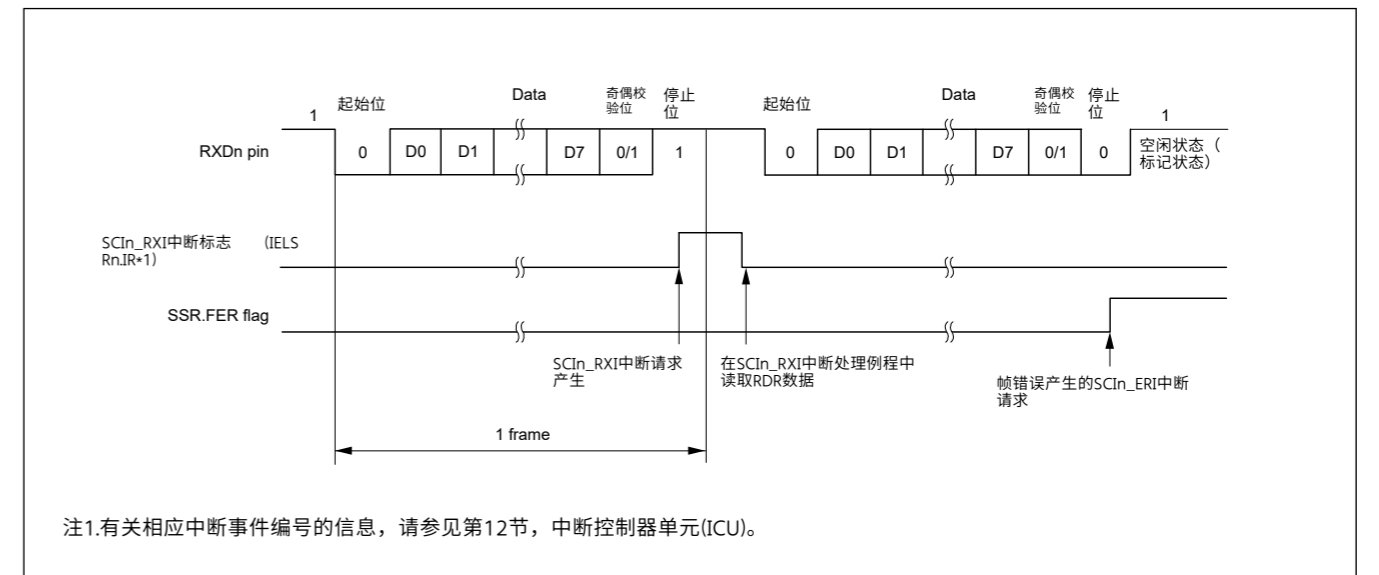 起始位 Data 奇偶校 停止 起始位 Data 奇偶校 停止
1 验位 位 验位 位 1
RXDn pin 0 D0 D1 D7 0/1 1 0 D0 D1 D7 0/1 0 空闲状态（
标记状态）
SCIn_RXI中断标志 (IELS
Rn.IR*1)
SSR.FER flag
SCIn_RXI中断请求 在SCIn_RXI中断处理例程中
产生 读取RDR数据
帧错误产生的SCIn_ERI中断
请求
1 frame
注1.有关相应中断事件编号的信息，请参见第12节，中断控制器单元(ICU)。